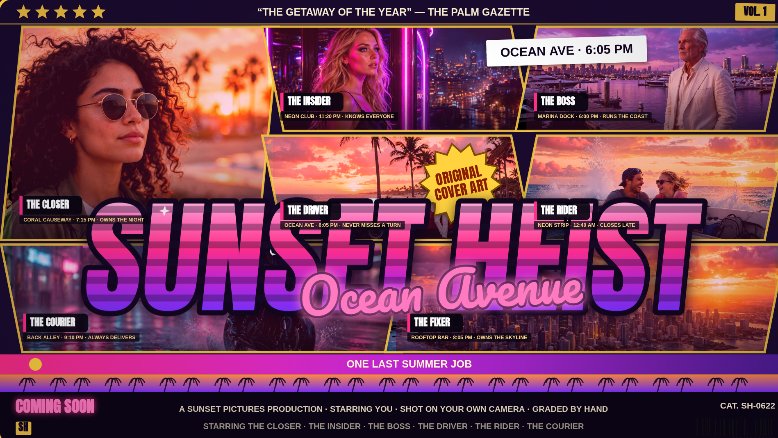 “THE GETAWAY OF THE YEAR” — THE PALM GAZETTE
VOL. 1
OCEAN AVE · 6:05 PM
THE INSIDER
NEON CLUB · 11:20 PM · KNOWS EVERYONE
THE BOSS
MARINA DOCK · 6:00 PM · RUNS THE COAST
ORIGINAL
COVER ART
THE CLOSER
CORAL CAUSEWAY · 7:15 PM · OWNS THE NIGHT
THE DRIVER
OCEAN AVE · 6:05 PM · NEVER MISSES A TURN
THE RIDER
NEON STRIP · 12:40 AM · CLOSES LATE
SUNSET HEIST
Ocean Avenue
THE COURIER
BACK ALLEY · 9:10 PM · ALWAYS DELIVERS
THE FIXER
ROOFTOP BAR · 8:05 PM · OWNS THE SKYLINE
ONE LAST SUMMER JOB
COMING SOON
A SUNSET PICTURES PRODUCTION · STARRING YOU · SHOT ON YOUR OWN CAMERA · GRADED BY HAND
CAT. SH-0622
SH
STARRING THE CLOSER · THE INSIDER · THE BOSS · THE DRIVER · THE RIDER · THE COURIER